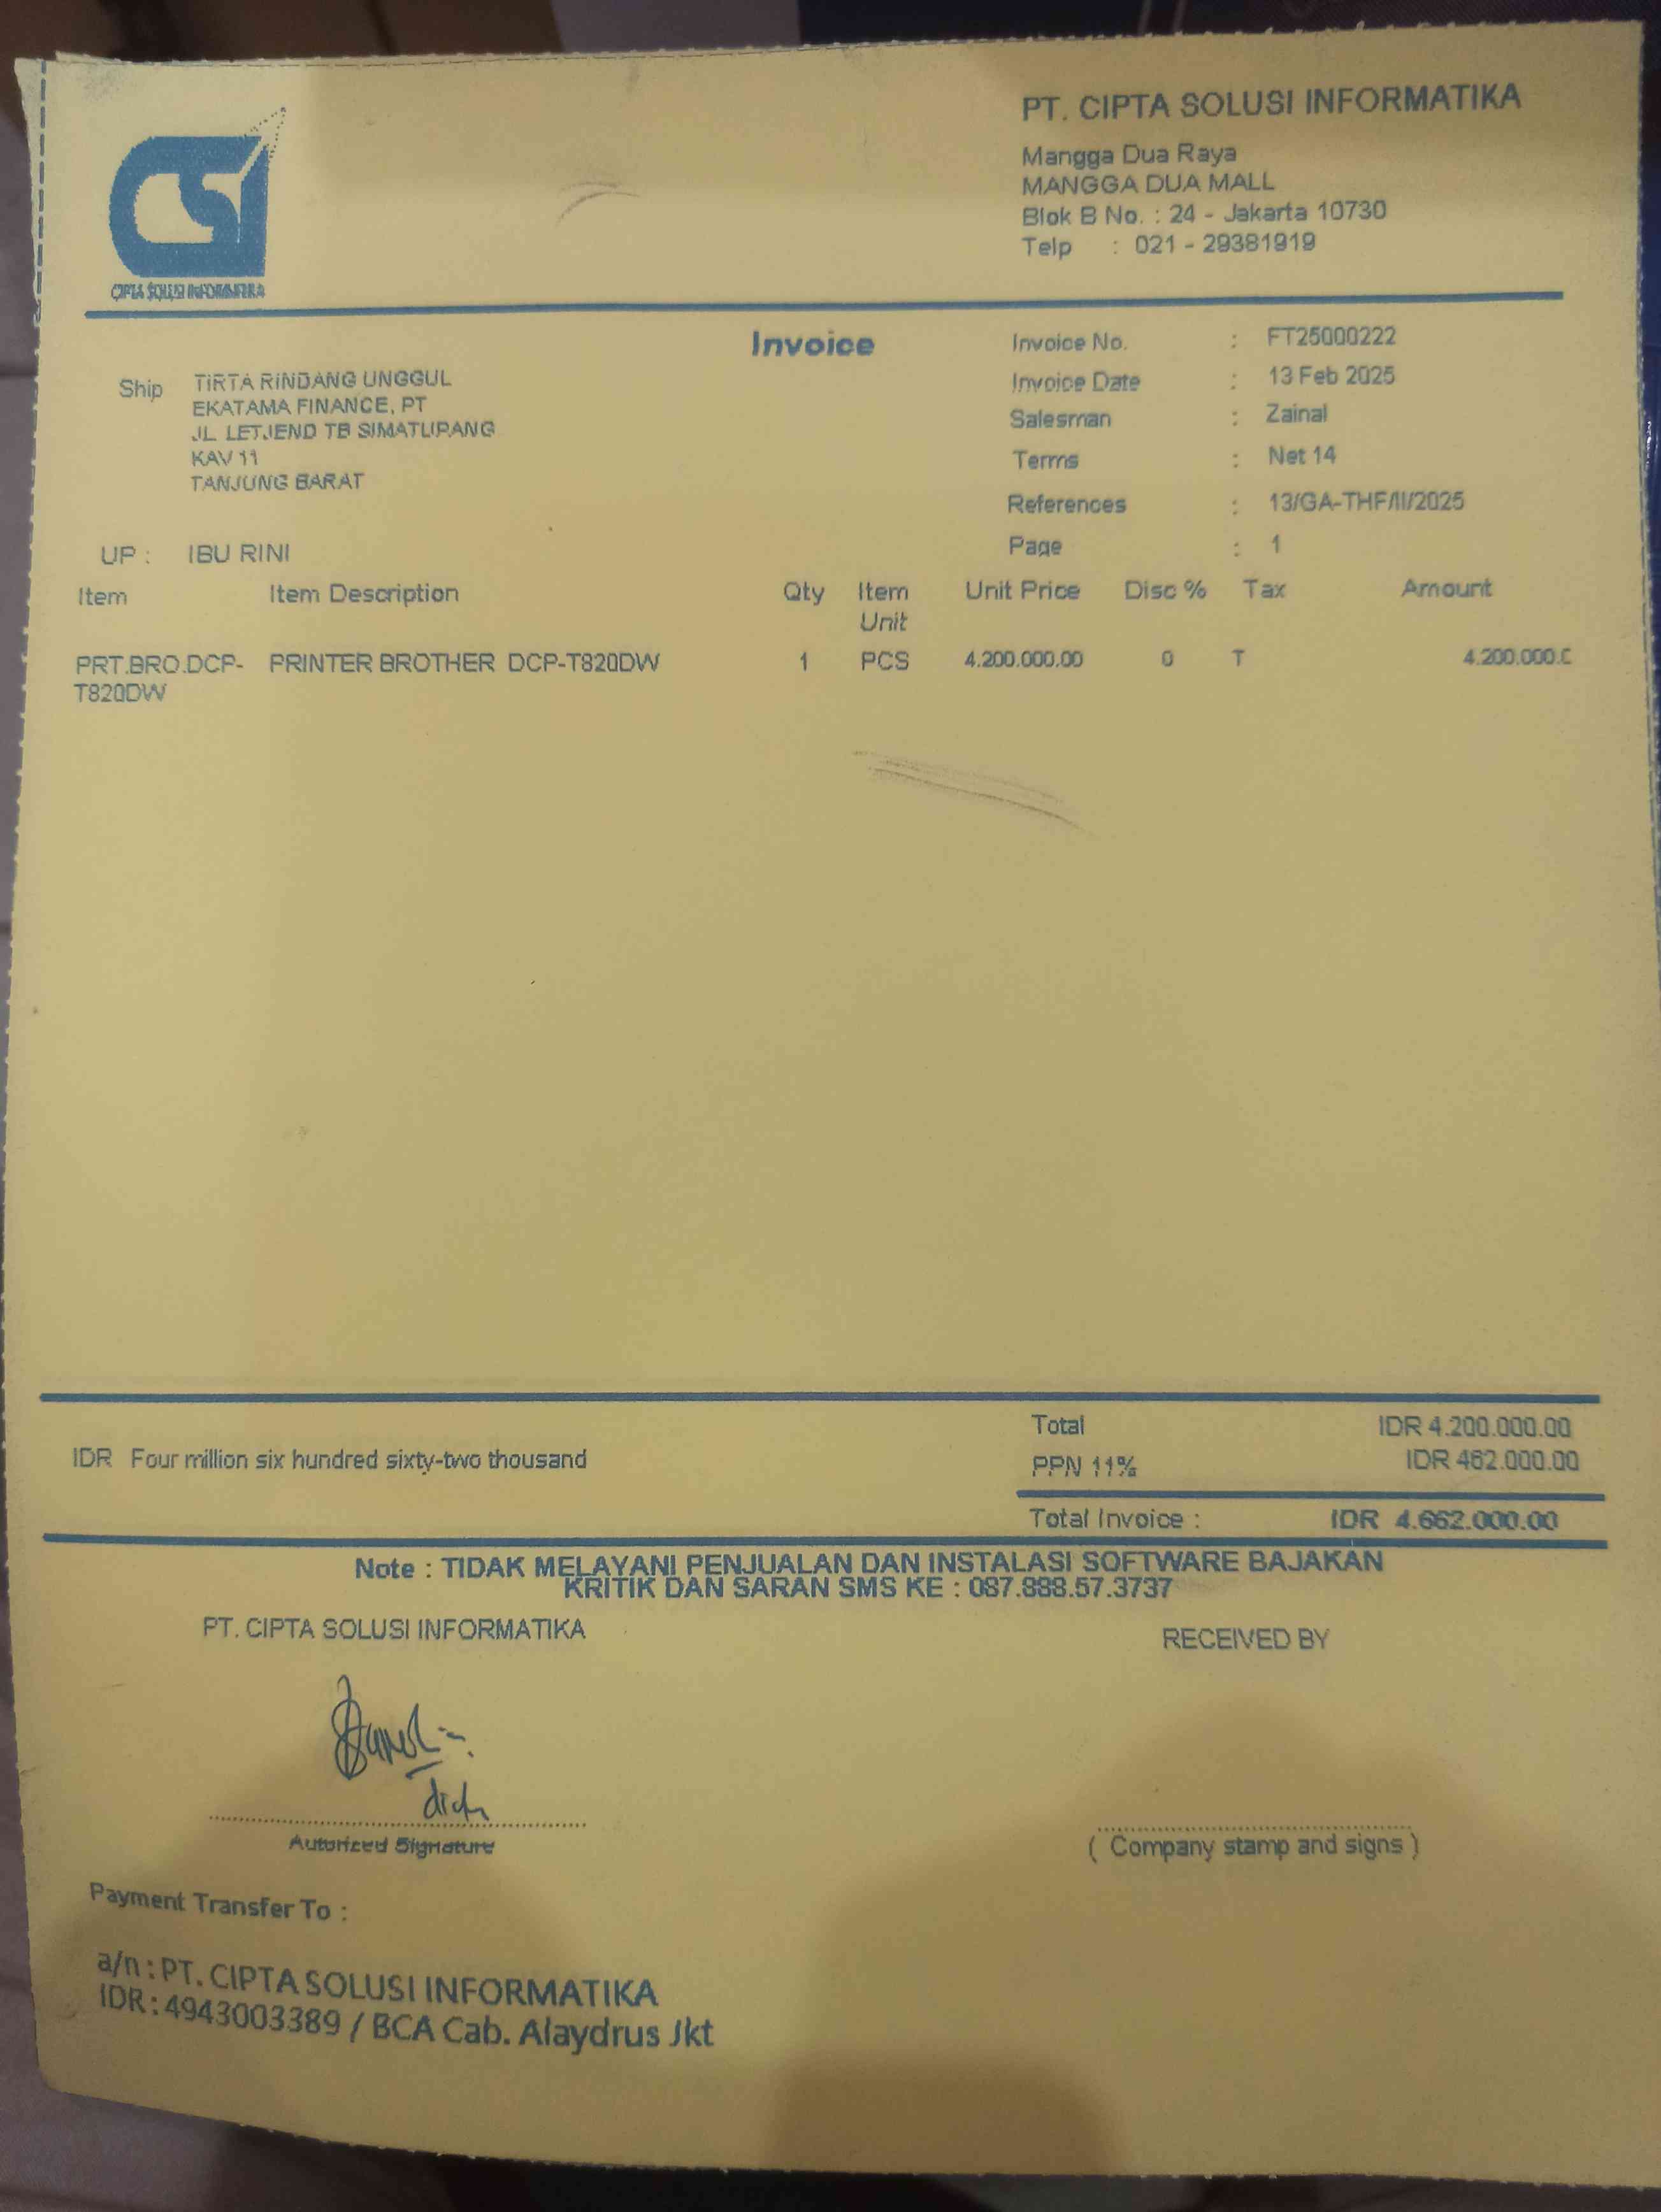 CSI
CIPTA SOLUSI INFORMATIKA
PT. CIPTA SOLUSI INFORMATIKA
Mangga Dua Raya
MANGGA DUA MALL
Blok B No. : 24 - Jakarta 10730
Telp : 021 - 29381919
Invoice
Ship TIRTA RINDANG UNGGUL
EKATAMA FINANCE, PT
JL. LETJEND TB SIMATUPANG
KAV 11
TANJUNG BARAT
UP : IBU RINI
Invoice No. : FT25000222
Invoice Date : 13 Feb 2025
Salesman : Zainal
Terms : Net 14
References : 13/GA-THF/II/2025
Page : 1
Item Item Description Qty Item Unit Price Disc % Tax Amount
Unit
PRT.BRO.DCP- PRINTER BROTHER DCP-T820DW 1 PCS 4.200.000.00 0 T 4.200.000.0
T820DW
Total IDR 4.200.000.00
IDR Four million six hundred sixty-two thousand
PPN 11% IDR 462.000.00
Total Invoice : IDR 4.662.000.00
Note : TIDAK MELAYANI PENJUALAN DAN INSTALASI SOFTWARE BAJAKAN
KRITIK DAN SARAN SMS KE : 087.888.57.3737
PT. CIPTA SOLUSI INFORMATIKA
RECEIVED BY
Autorized Signature
( Company stamp and signs )
Payment Transfer To :
a/n : PT. CIPTA SOLUSI INFORMATIKA
IDR : 4943003389 / BCA Cab. Alaydrus Jkt